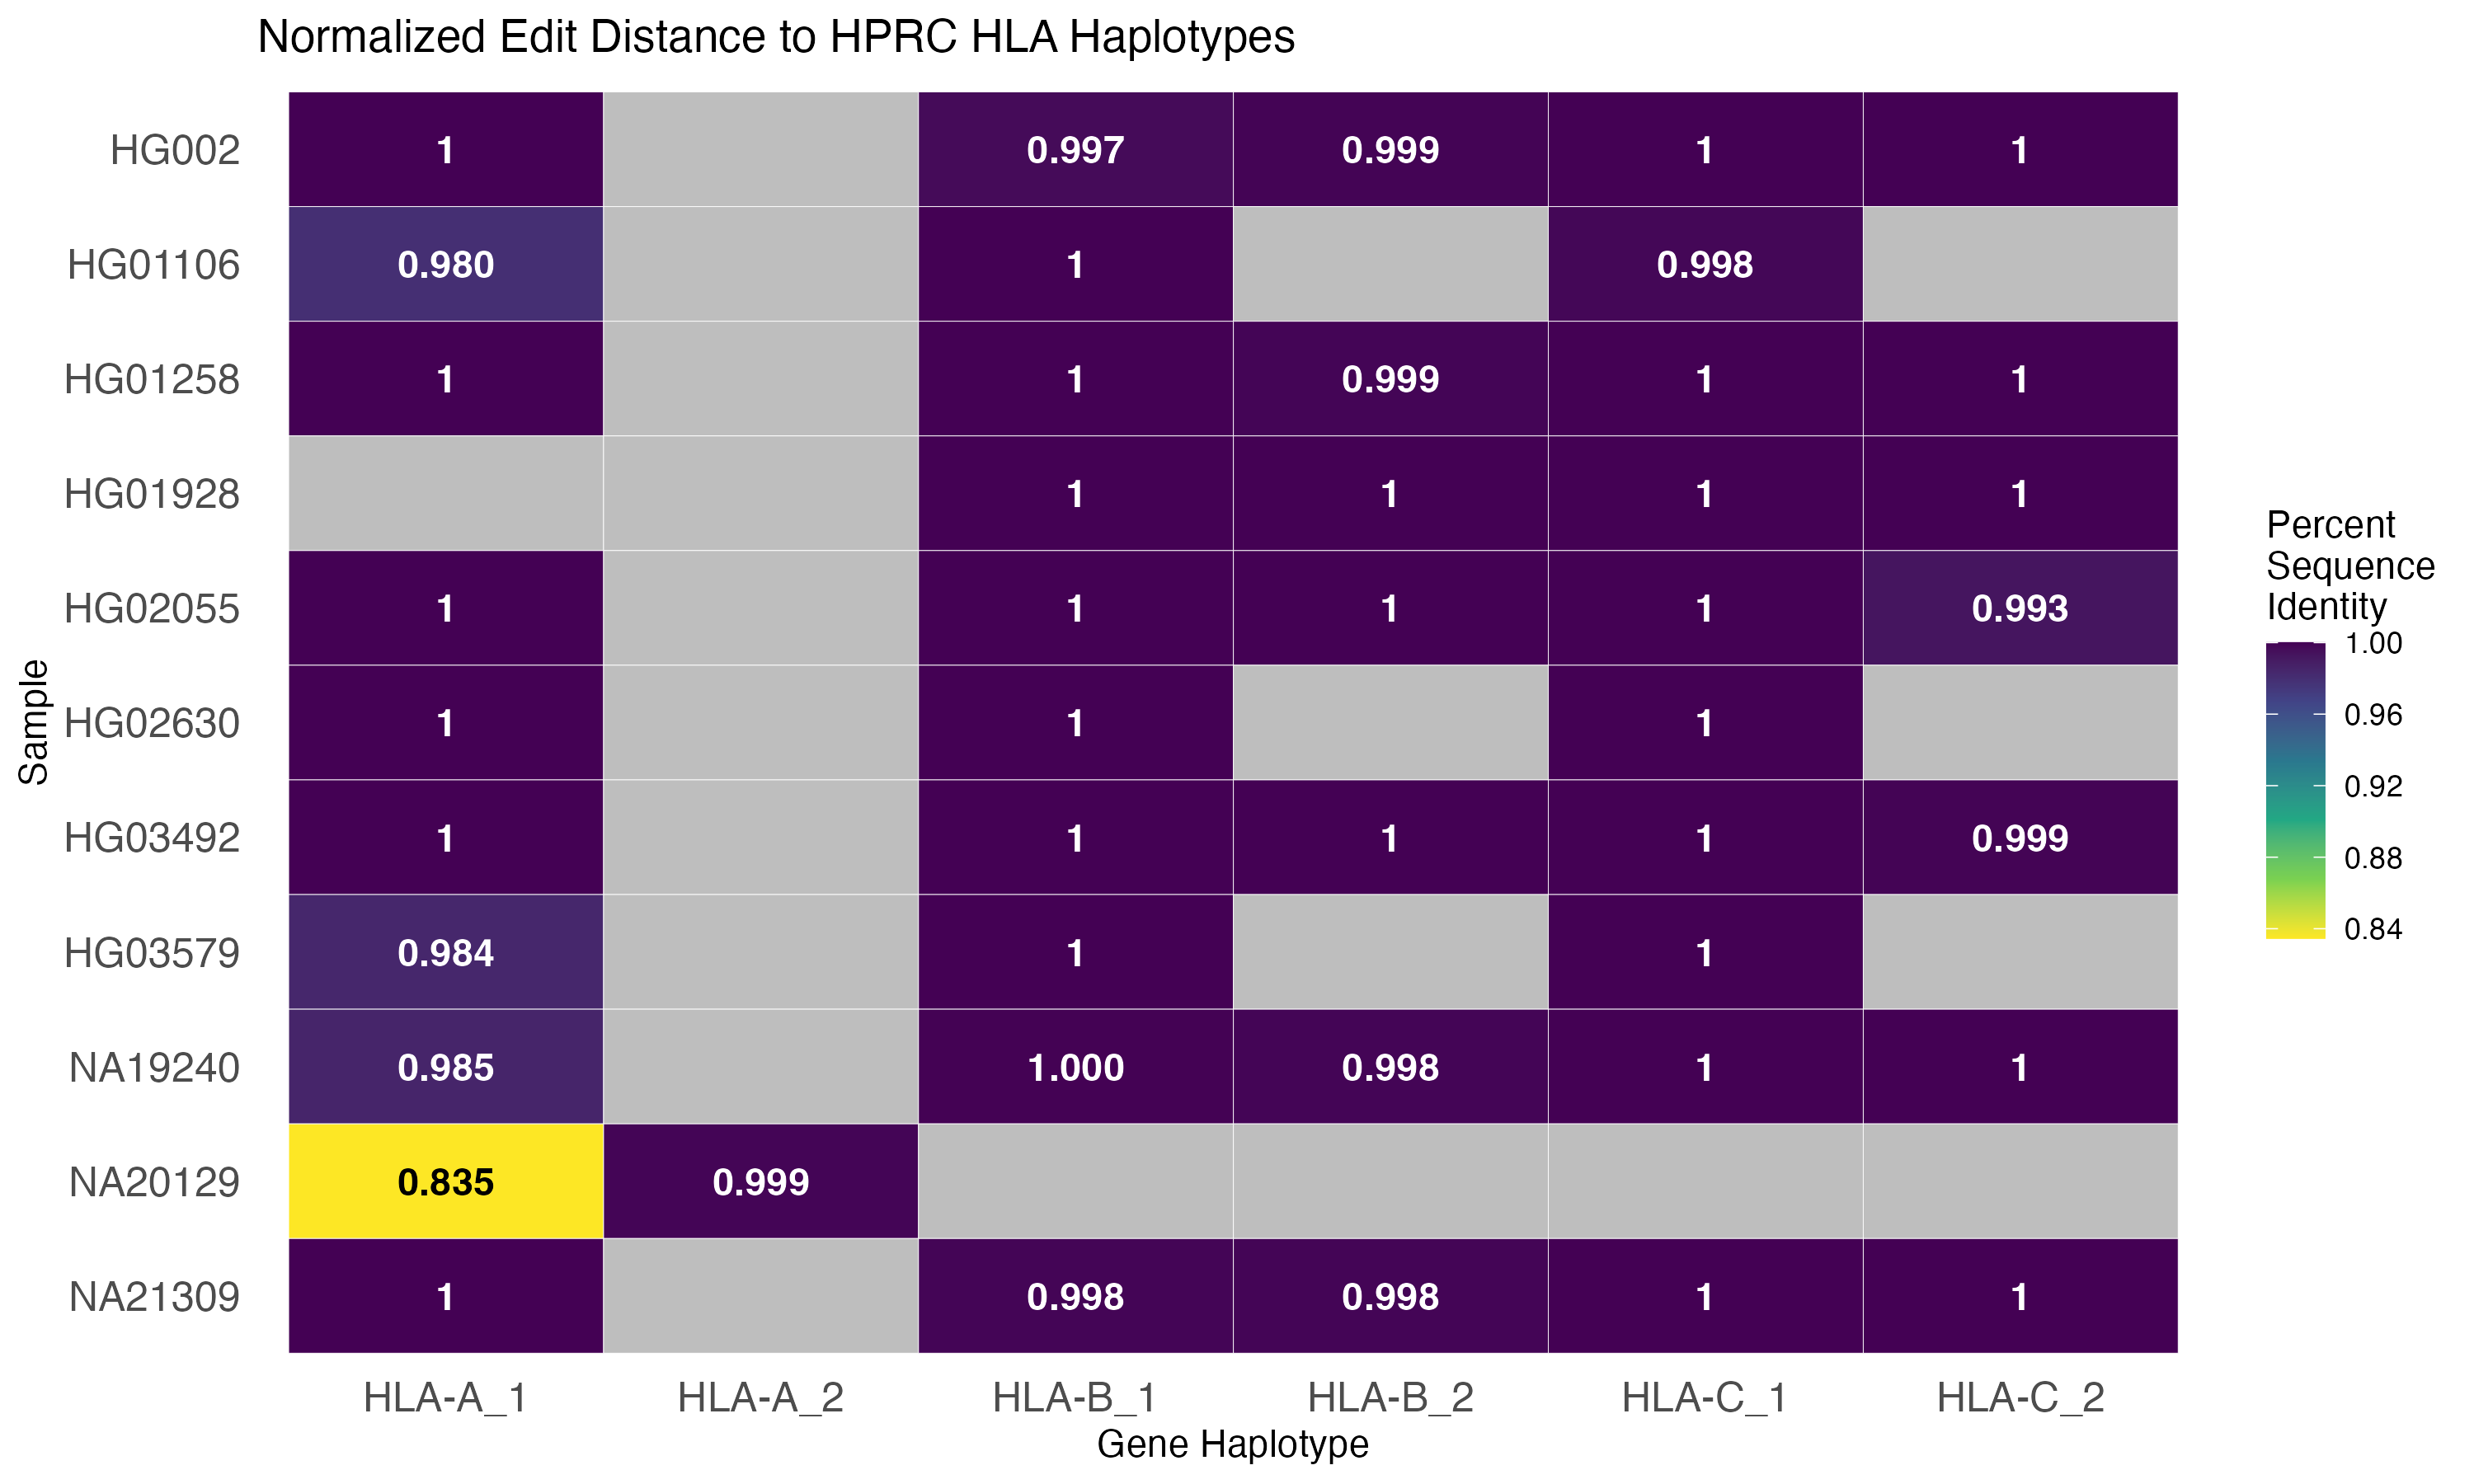 Normalized Edit Distance to HPRC HLA Haplotypes
HG002 1 0.997 0.999 1 1
HG01106 0.980 1 0.998
HG01258 1 1 0.999 1 1
HG01928 1 1 1 1
HG02055 1 1 1 1 0.993
HG02630 1 1 1
HG03492 1 1 1 1 0.999
HG03579 0.984 1 1
NA19240 0.985 1.000 0.998 1 1
NA20129 0.835 0.999
NA21309 1 0.998 0.998 1 1
HLA-A_1 HLA-A_2 HLA-B_1 HLA-B_2 HLA-C_1 HLA-C_2
Gene Haplotype
Sample
Percent
Sequence
Identity
1.00
0.96
0.92
0.88
0.84